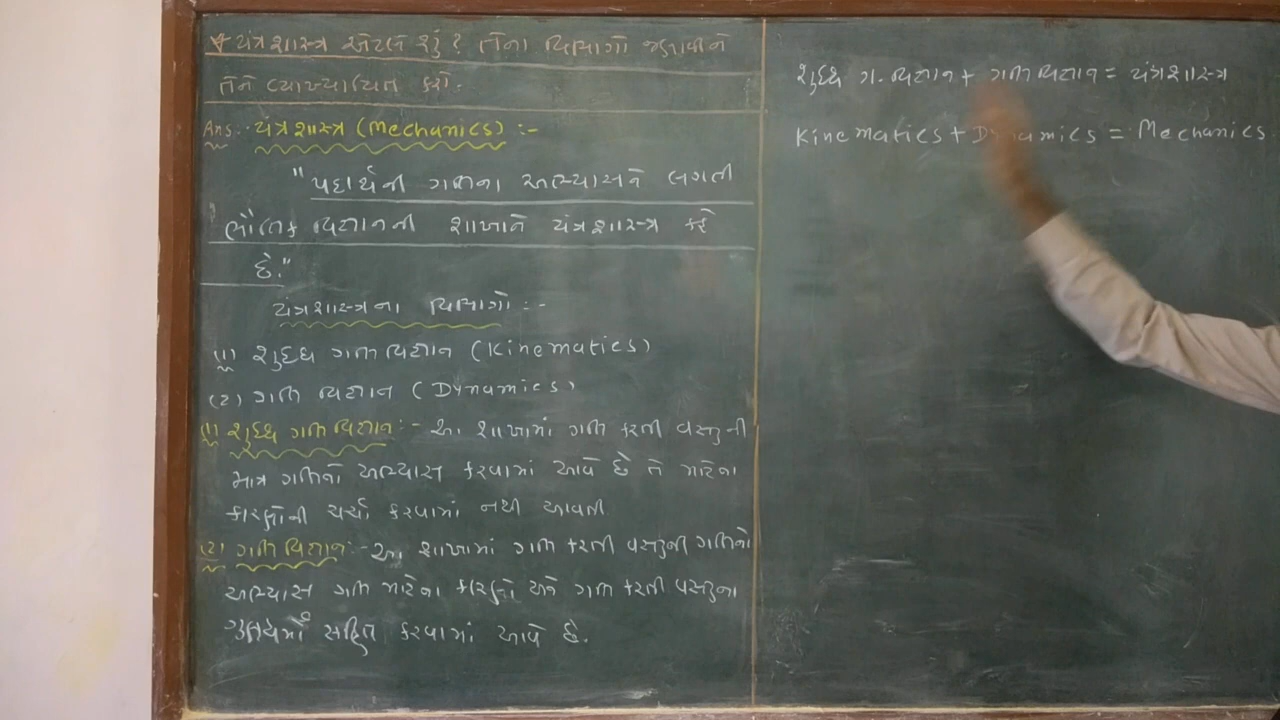 * યંત્રશાસ્ત્ર એટલે શું? તેના વિભાગો જણાવીને
તેને વ્યાખ્યાયિત કરો.
Ans:- યંત્રશાસ્ત્ર (Mechanics) :-
"પદાર્થની ગતિના અભ્યાસને લગતી
ભૌતિક વિજ્ઞાનની શાખાને યંત્રશાસ્ત્ર કહે
છે."
યંત્રશાસ્ત્રના વિભાગો :-
(1) શુદ્ધ ગતિ વિજ્ઞાન (Kinematics)
(2) ગતિ વિજ્ઞાન (Dynamics)
(1) શુદ્ધ ગતિ વિજ્ઞાન :- આ શાખામાં ગતિ કરતી વસ્તુની
માત્ર ગતિનો અભ્યાસ કરવામાં આવે છે તે માટેના
કારણોની ચર્ચા કરવામાં નથી આવતી.
(2) ગતિ વિજ્ઞાન :- આ શાખામાં ગતિ કરતી વસ્તુની ગતિનો
અભ્યાસ ગતિ માટેના કારણો અને ગતિ કરતી વસ્તુના
ગુણધર્મો સહિત કરવામાં આવે છે.
શુદ્ધ ગ. વિજ્ઞાન + ગતિ વિજ્ઞાન = યંત્રશાસ્ત્ર
Kinematics + Dynamics = Mechanics